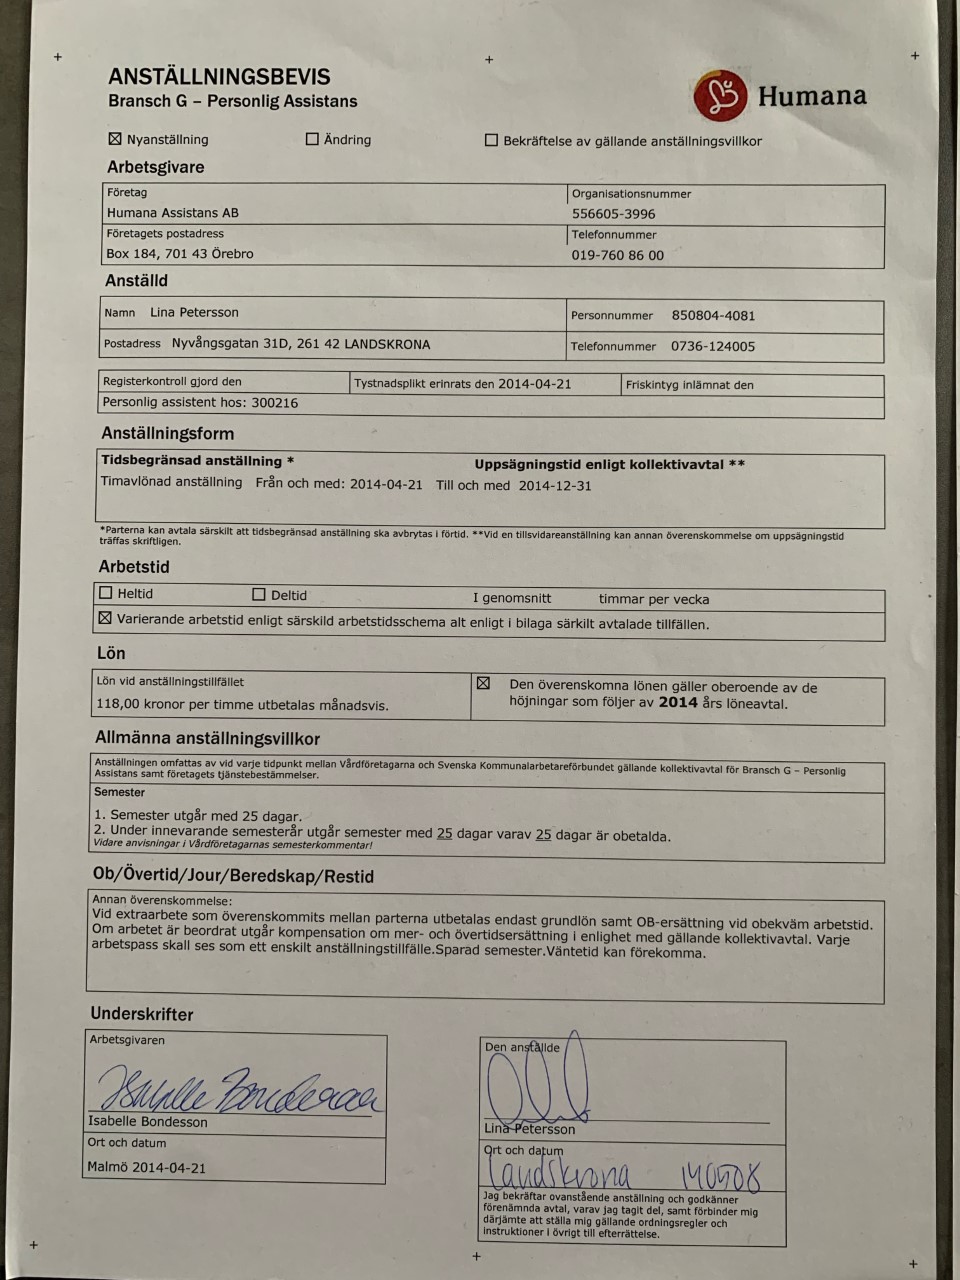 ANSTÄLLNINGSBEVIS
Bransch G – Personlig Assistans
Humana
☒ Nyanställning ☐ Ändring ☐ Bekräftelse av gällande anställningsvillkor
Arbetsgivare
Företag Organisationsnummer
Humana Assistans AB 556605-3996
Företagets postadress Telefonnummer
Box 184, 701 43 Örebro 019-760 86 00
Anställd
Namn Lina Petersson Personnummer 850804-4081
Postadress Nyvångsgatan 31D, 261 42 LANDSKRONA Telefonnummer 0736-124005
Registerkontroll gjord den Tystnadsplikt erinrats den 2014-04-21 Friskintyg inlämnat den
Personlig assistent hos: 300216
Anställningsform
Tidsbegränsad anställning * Uppsägningstid enligt kollektivavtal **
Timavlönad anställning Från och med: 2014-04-21 Till och med 2014-12-31
*Parterna kan avtala särskilt att tidsbegränsad anställning ska avbrytas i förtid. **Vid en tillsvidareanställning kan annan överenskommelse om uppsägningstid
träffas skriftligen.
Arbetstid
☐ Heltid ☐ Deltid I genomsnitt timmar per vecka
☒ Varierande arbetstid enligt särskild arbetstidsschema alt enligt i bilaga särkilt avtalade tillfällen.
Lön
Lön vid anställningstillfället
118,00 kronor per timme utbetalas månadsvis.
☒ Den överenskomna lönen gäller oberoende av de
höjningar som följer av 2014 års löneavtal.
Allmänna anställningsvillkor
Anställningen omfattas av vid varje tidpunkt mellan Vårdföretagarna och Svenska Kommunalarbetareförbundet gällande kollektivavtal för Bransch G – Personlig
Assistans samt företagets tjänstebestämmelser.
Semester
1. Semester utgår med 25 dagar.
2. Under innevarande semesterår utgår semester med 25 dagar varav 25 dagar är obetalda.
Vidare anvisningar i Vårdföretagarnas semesterkommentar!
Ob/Övertid/Jour/Beredskap/Restid
Annan överenskommelse:
Vid extraarbete som överenskommits mellan parterna utbetalas endast grundlön samt OB-ersättning vid obekväm arbetstid.
Om arbetet är beordrat utgår kompensation om mer- och övertidsersättning i enlighet med gällande kollektivavtal. Varje
arbetspass skall ses som ett enskilt anställningstillfälle.Sparad semester.Väntetid kan förekomma.
Underskrifter
Arbetsgivaren
Isabelle Bondesson
Isabelle Bondesson
Ort och datum
Malmö 2014-04-21
Den anställde
Lina Petersson
Ort och datum
Landskrona 140508
Jag bekräftar ovanstående anställning och godkänner
förenämnda avtal, varav jag tagit del, samt förbinder mig
därjämte att ställa mig gällande ordningsregler och
instruktioner i övrigt till efterrättelse.